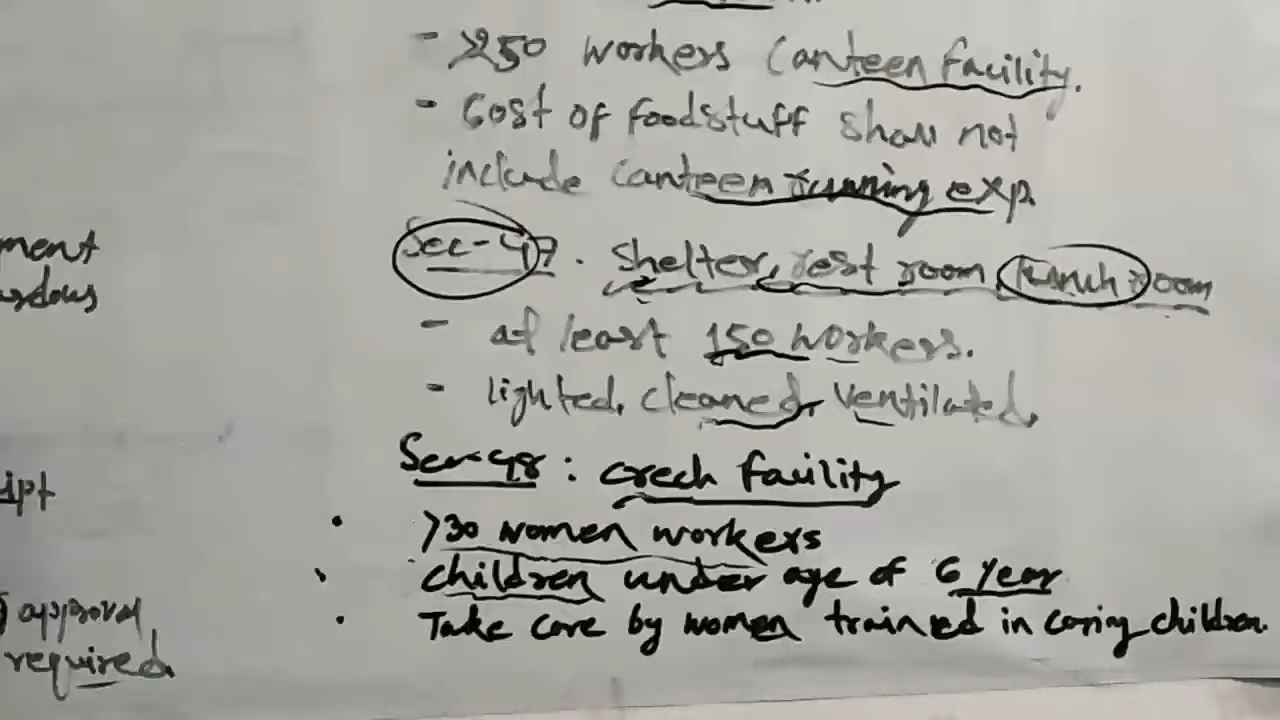 - >250 workers Canteen Facility.
- Cost of foodstuff shall not
include canteen running exp.
Sec-47. Shelter, rest room, lunch room
- at least 150 workers.
- lighted, cleaned, ventilated.
Sec-48: crech facility
• >30 women workers
• children under age of 6 year
• Take care by women trained in caring children.
ment
ipt
approval
required.